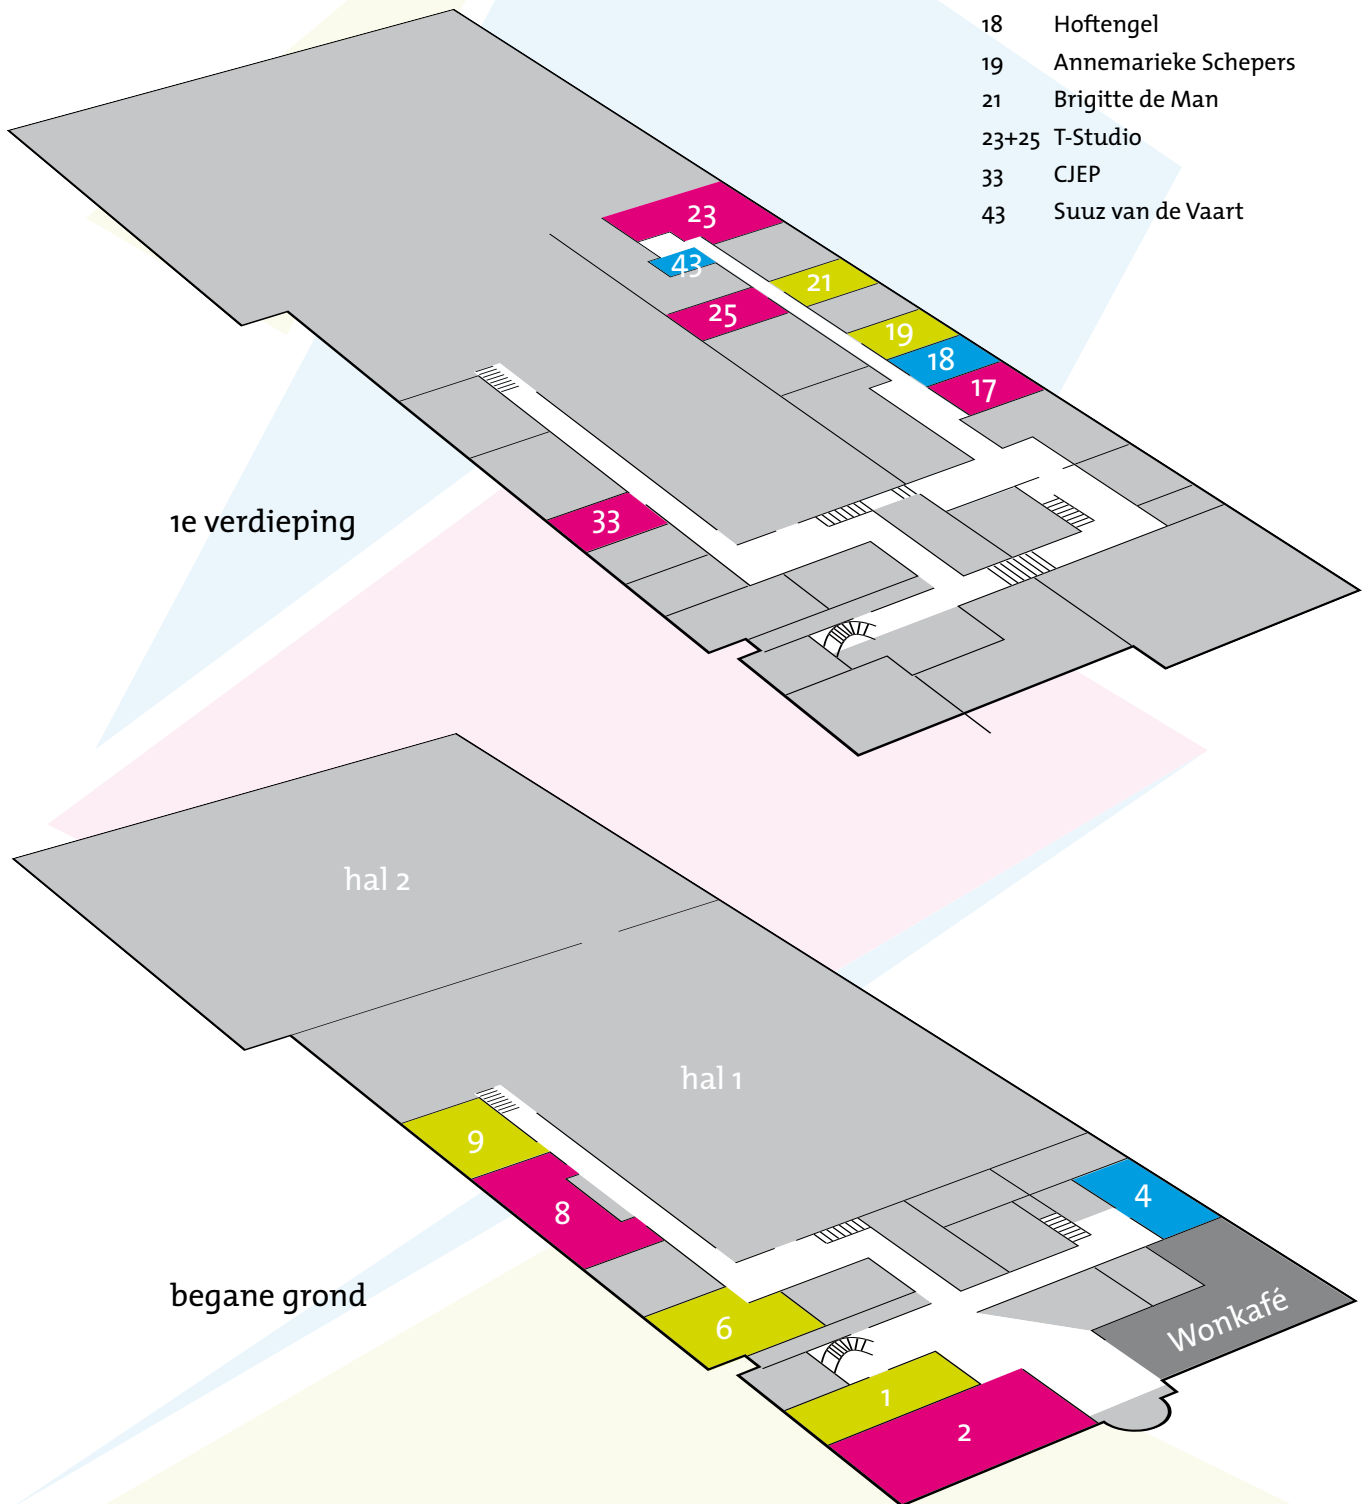 18 Hoftengel
19 Annemarieke Schepers
21 Brigitte de Man
23+25 T-Studio
33 CJEP
43 Suuz van de Vaart
23
43
21
25
19
18
17
33
1e verdieping
hal 2
hal 1
9
4
8
begane grond
6
Wonkafé
1
2